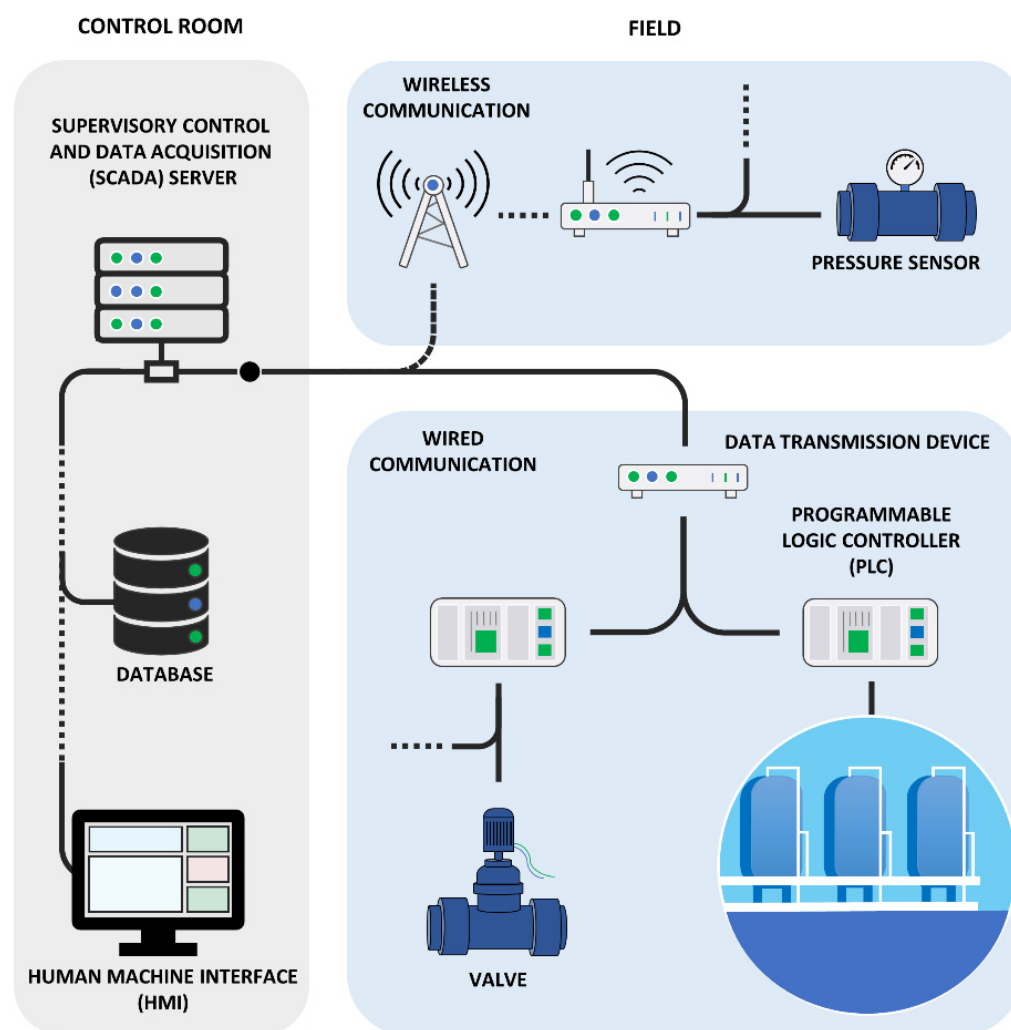 CONTROL ROOM
FIELD
SUPERVISORY CONTROL
AND DATA ACQUISITION
(SCADA) SERVER
DATABASE
HUMAN MACHINE INTERFACE
(HMI)
WIRELESS
COMMUNICATION
PRESSURE SENSOR
WIRED
COMMUNICATION
DATA TRANSMISSION DEVICE
PROGRAMMABLE
LOGIC CONTROLLER
(PLC)
VALVE